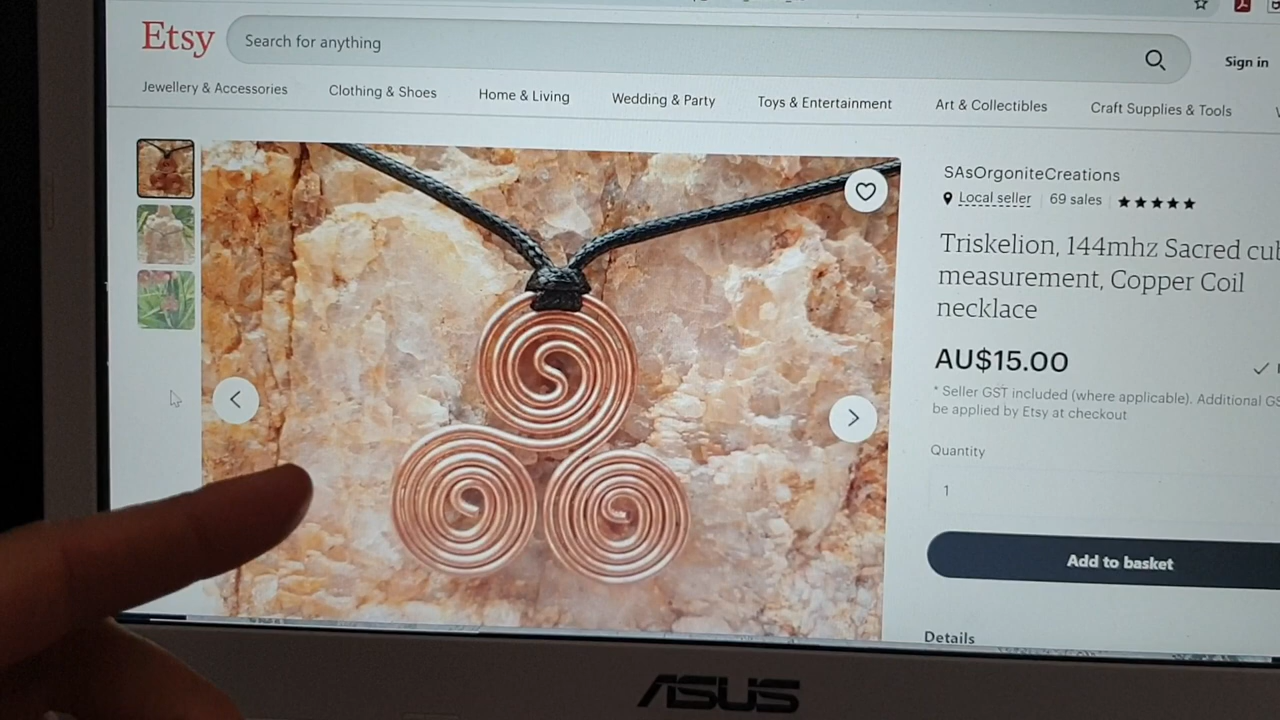 Etsy
Search for anything
Sign in
Jewellery & Accessories
Clothing & Shoes
Home & Living
Wedding & Party
Toys & Entertainment
Art & Collectibles
Craft Supplies & Tools
SAsOrgoniteCreations
Local seller
69 sales
Triskelion, 144mhz Sacred
measurement, Copper Coil
necklace
AU$15.00
* Seller GST included (where applicable). Additional
be applied by Etsy at checkout
Quantity
1
Add to basket
Details
ASUS